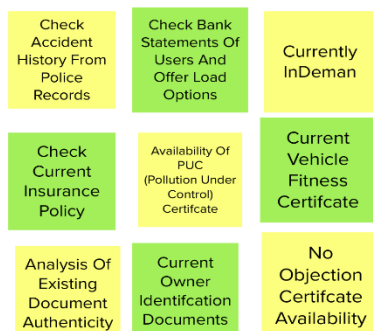 Check
Accident
History From
Police
Records
Check Bank
Statements Of
Users And
Offer Load
Options
Currently
InDeman
Check
Current
Insurance
Policy
Availability Of
PUC
(Pollution Under
Control)
Certifcate
Current
Vehicle
Fitness
Certifcate
Analysis Of
Existing
Document
Authenticity
Current
Owner
Identifcation
Documents
No
Objection
Certifcate
Availability